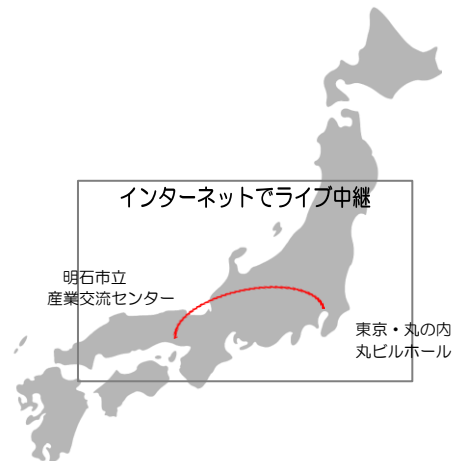 インターネットでライブ中継
明石市立
産業交流センター
東京・丸の内
丸ビルホール